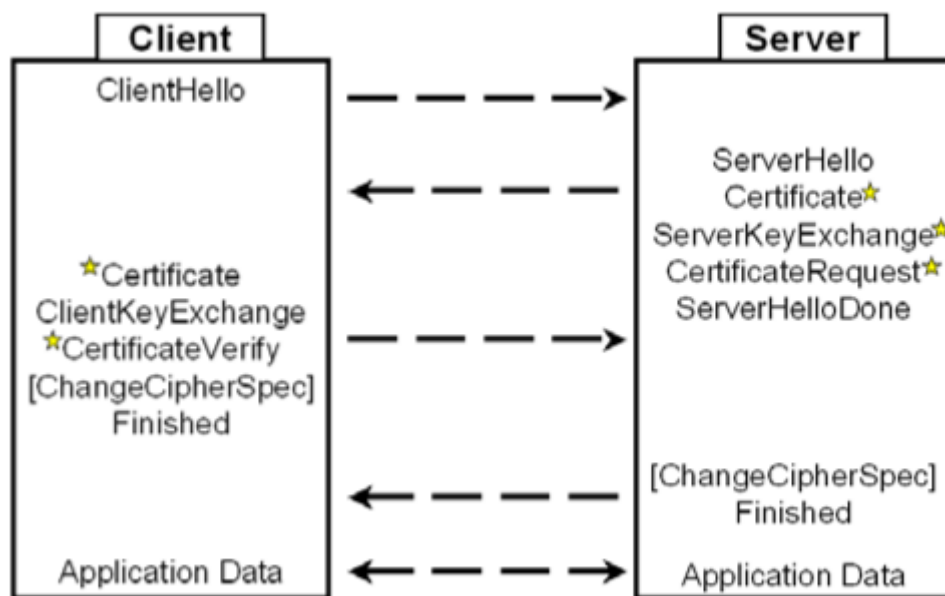 Client
Server
ClientHello
ServerHello
Certificate
ServerKeyExchange
CertificateRequest
ServerHelloDone
Certificate
ClientKeyExchange
CertificateVerify
[ChangeCipherSpec]
Finished
[ChangeCipherSpec]
Finished
Application Data
Application Data